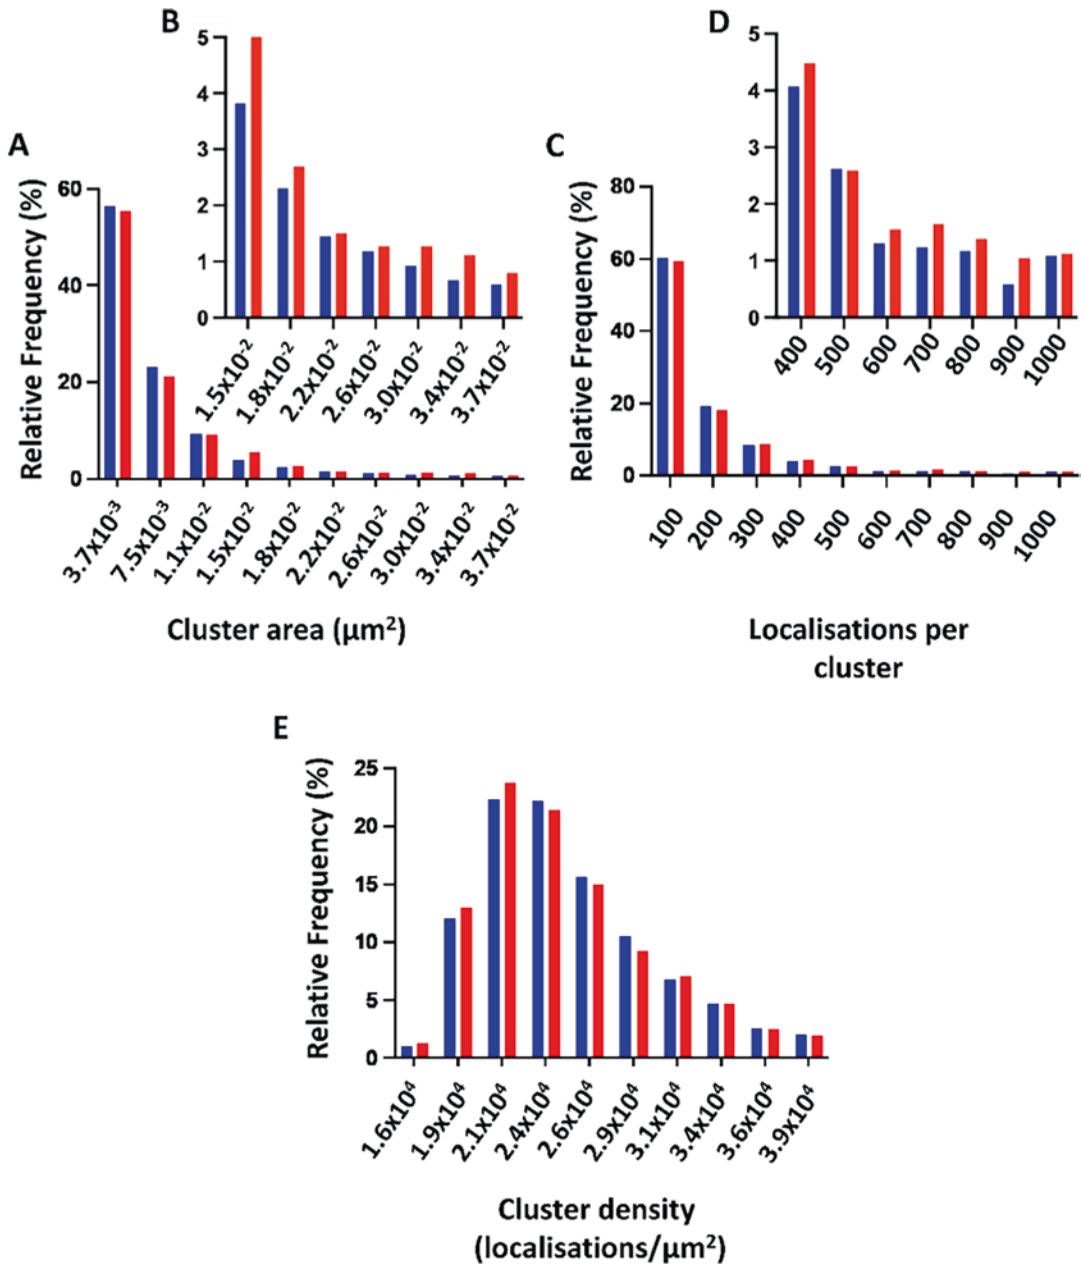 A
Relative Frequency (%)
60
40
20
0
3.7x10⁻³
7.5x10⁻³
1.1x10⁻²
1.5x10⁻²
1.8x10⁻²
2.2x10⁻²
2.6x10⁻²
3.0x10⁻²
3.4x10⁻²
3.7x10⁻²
Cluster area (µm²)
B
5
4
3
2
1
0
1.5x10⁻²
1.8x10⁻²
2.2x10⁻²
2.6x10⁻²
3.0x10⁻²
3.4x10⁻²
3.7x10⁻²
C
Relative Frequency (%)
80
60
40
20
0
100
200
300
400
500
600
700
800
900
1000
Localisations per
cluster
D
5
4
3
2
1
0
400
500
600
700
800
900
1000
E
Relative Frequency (%)
25
20
15
10
5
0
1.6x10⁴
1.9x10⁴
2.1x10⁴
2.4x10⁴
2.6x10⁴
2.9x10⁴
3.1x10⁴
3.4x10⁴
3.6x10⁴
3.9x10⁴
Cluster density
(localisations/µm²)